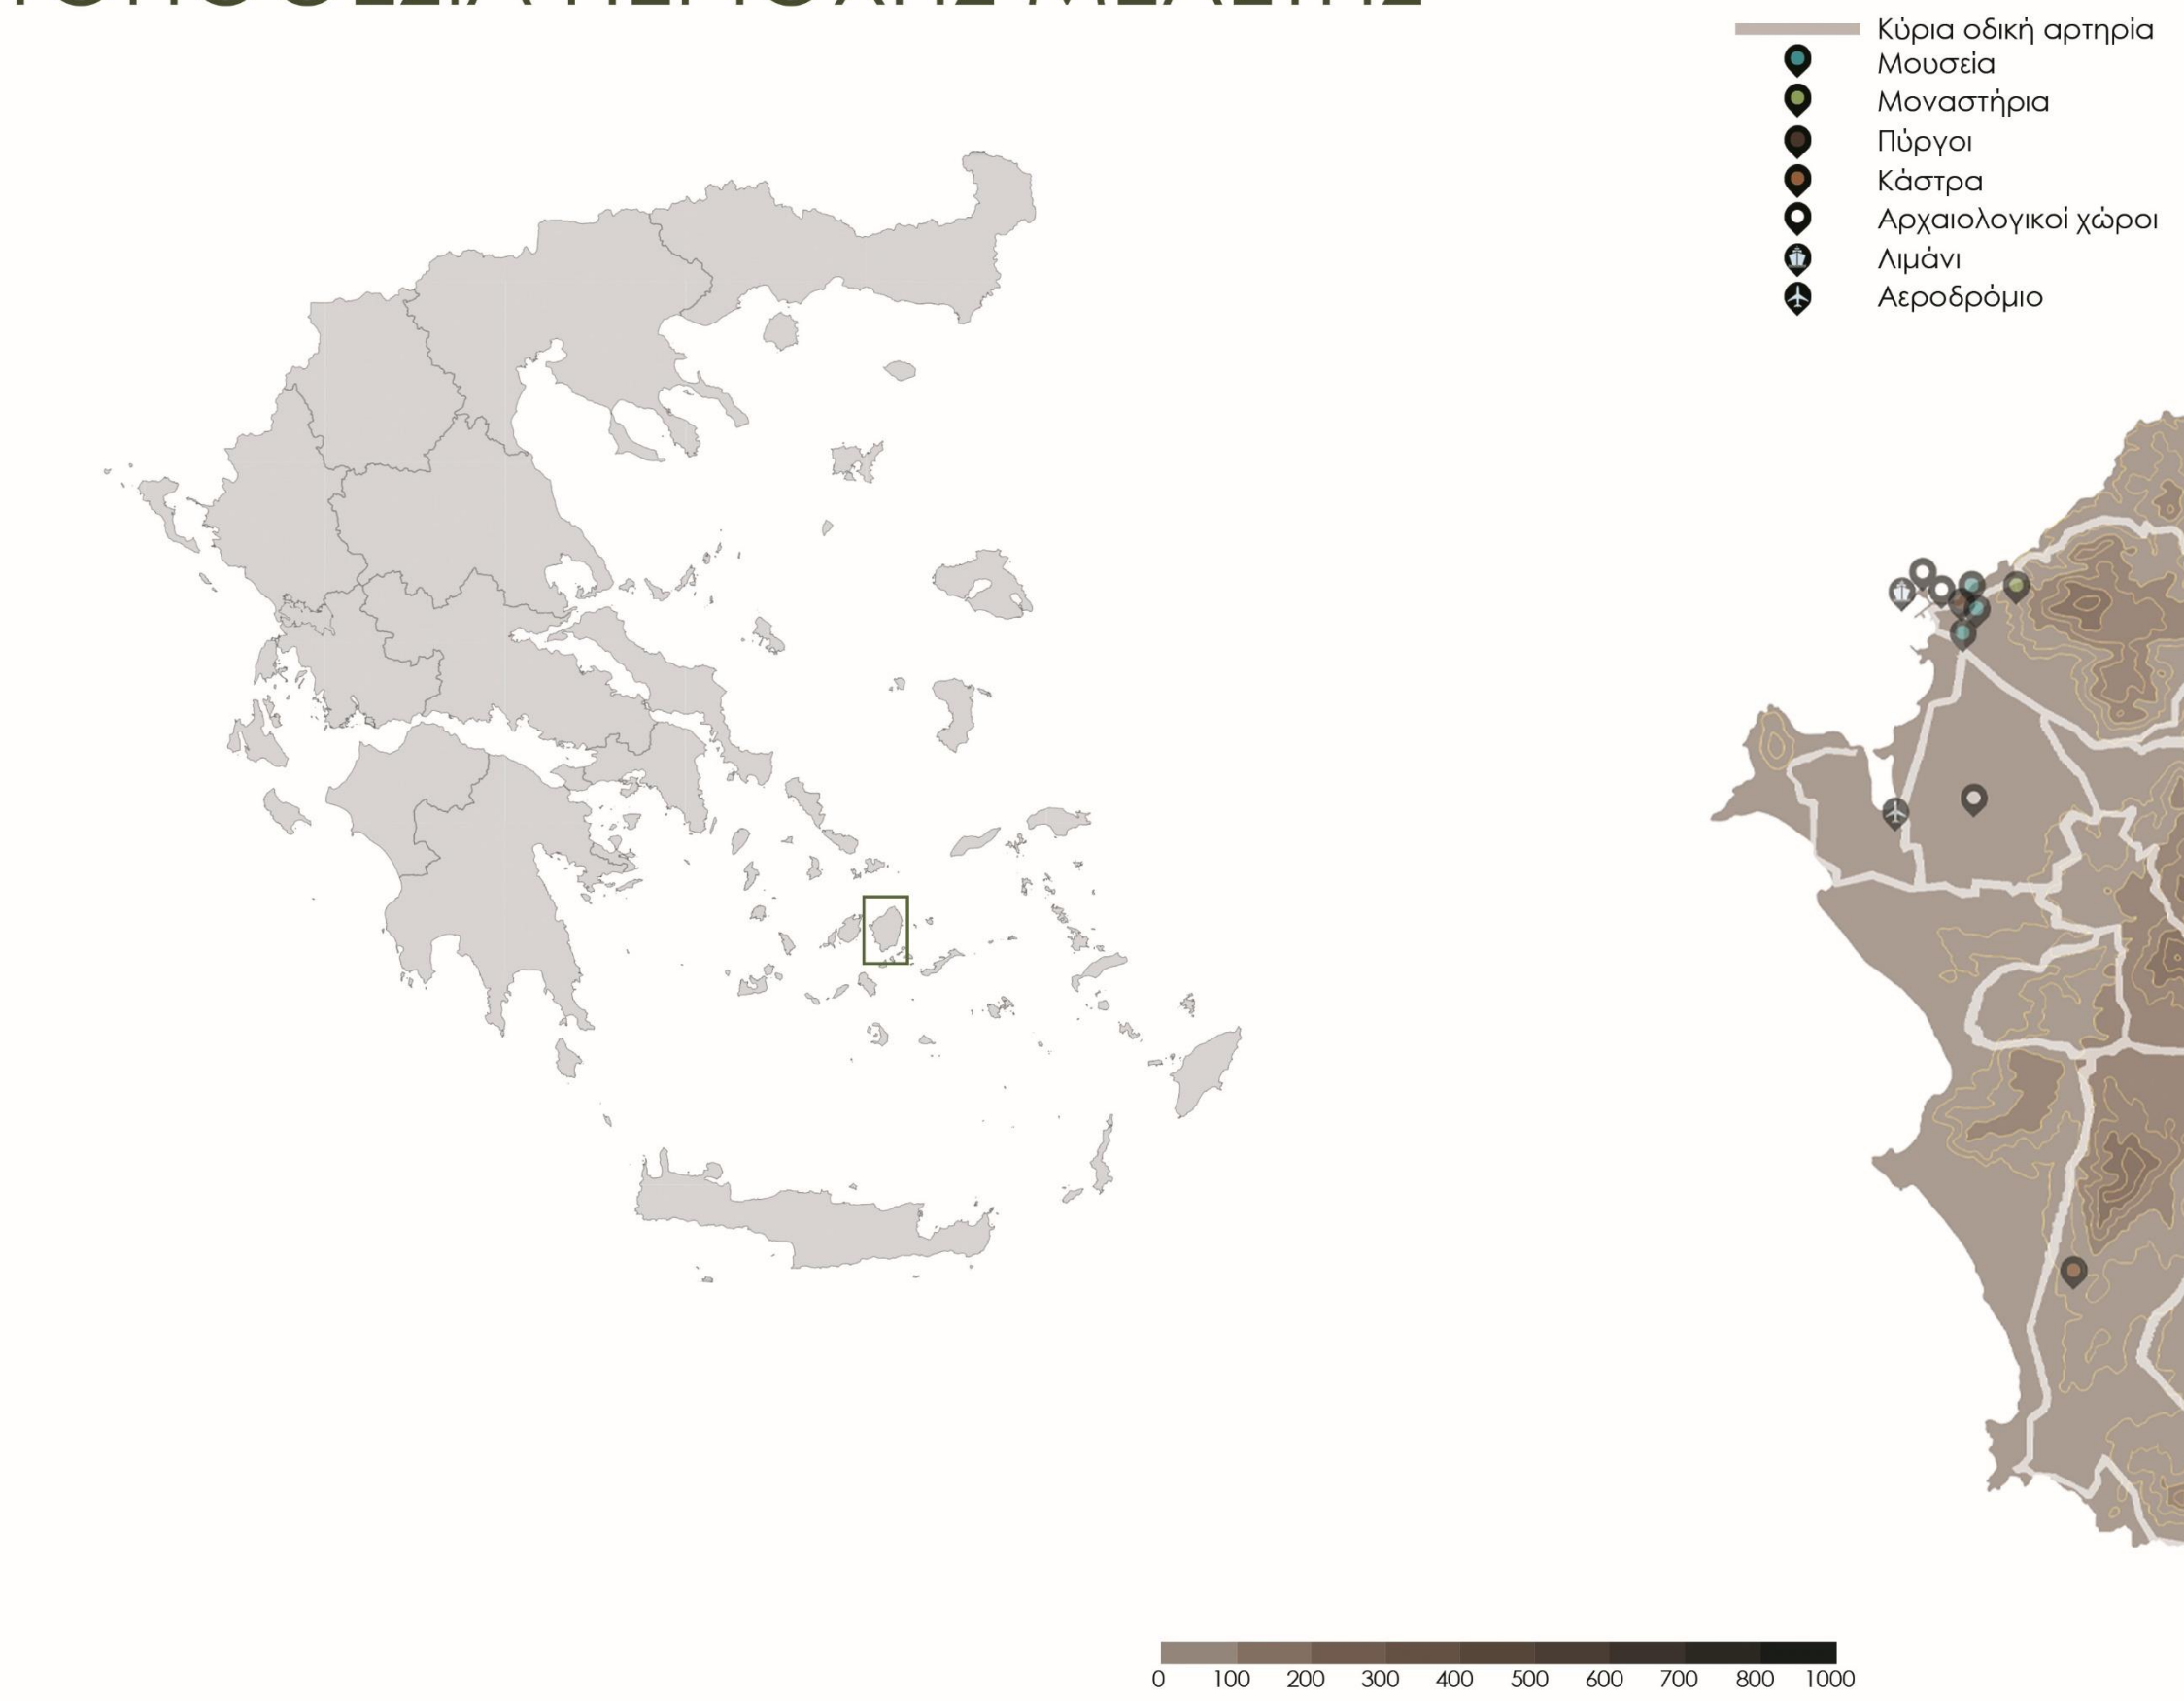 Κύρια οδική αρτηρία
Μουσεία
Μοναστήρια
Πύργοι
Κάστρα
Αρχαιολογικοί χώροι
Λιμάνι
Αεροδρόμιο
0 100 200 300 400 500 600 700 800 1000